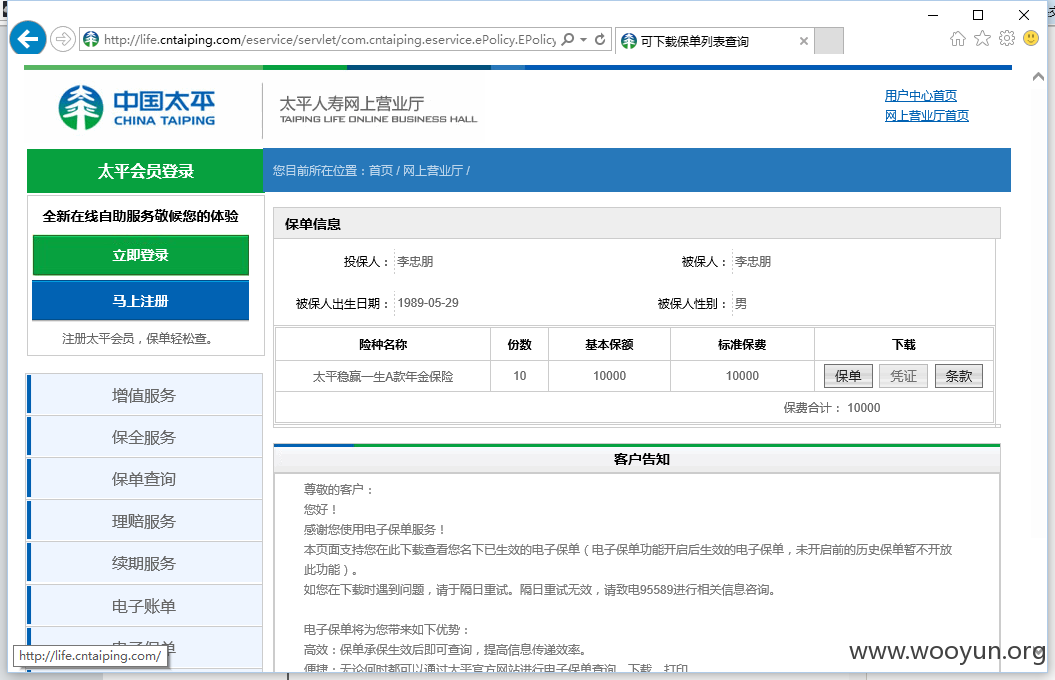 http://life.cntaiping.com/eservice/servlet/com.cntaiping.eservice.ePolicy.EPolicy
可下载保单列表查询
中国太平
CHINA TAIPING
太平人寿网上营业厅
TAIPING LIFE ONLINE BUSINESS HALL
用户中心首页
网上营业厅首页
太平会员登录
您目前所在位置：首页 / 网上营业厅 /
全新在线自助服务敬候您的体验
立即登录
马上注册
注册太平会员，保单轻松查。
增值服务
保全服务
保单查询
理赔服务
续期服务
电子账单
电子保单
保单信息
投保人： 李忠朋 被保人： 李忠朋
被保人出生日期： 1989-05-29 被保人性别： 男
险种名称 份数 基本保额 标准保费 下载
太平稳赢一生A款年金保险 10 10000 10000 保单 凭证 条款
保费合计： 10000
客户告知
尊敬的客户：
您好！
感谢您使用电子保单服务！
本页面支持您在此下载查看您名下已生效的电子保单（电子保单功能开启后生效的电子保单，未开启前的历史保单暂不开放
此功能）。
如您在下载时遇到问题，请于隔日重试。隔日重试无效，请致电95589进行相关信息咨询。
电子保单将为您带来如下优势：
高效：保单承保生效后即可查询，提高信息传递效率。
便捷：无论何时都可以通过太平官方网站进行电子保单查询、下载、打印
http://life.cntaiping.com/
www.wooyun.org